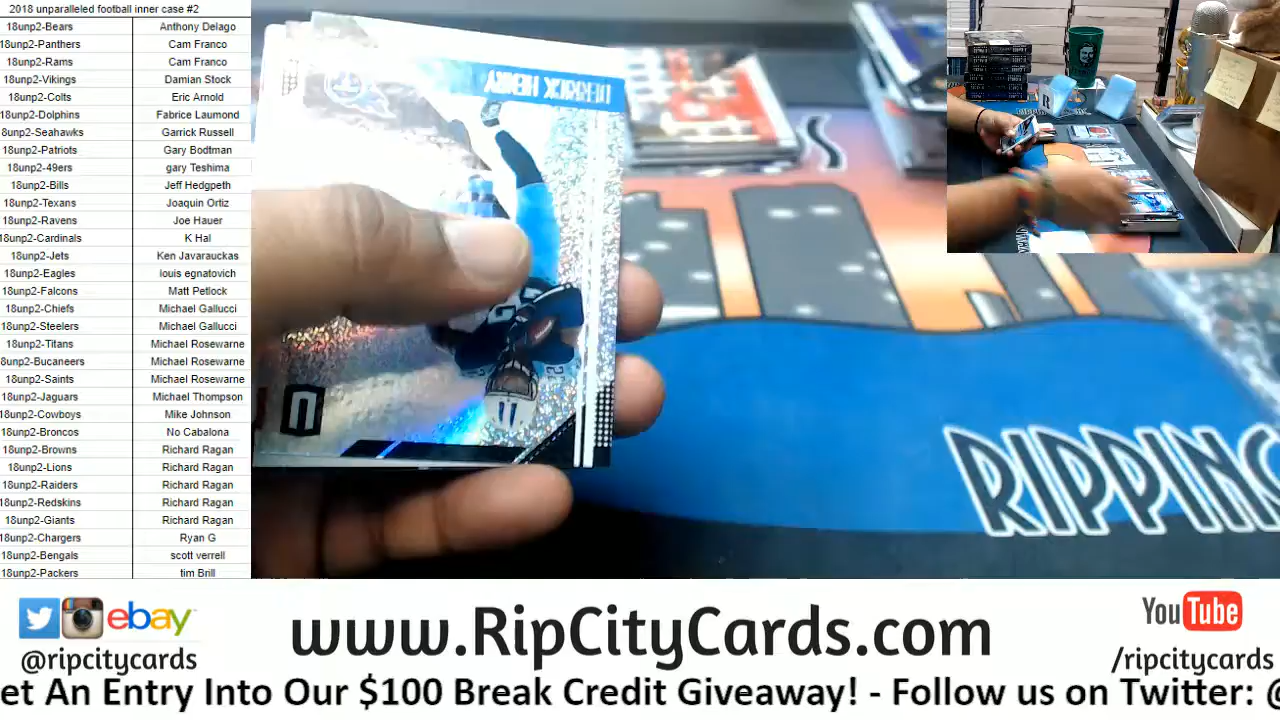 2018 unparalleled football inner case #2
18unp2-Bears Anthony Delago
18unp2-Panthers Cam Franco
18unp2-Rams Cam Franco
18unp2-Vikings Damian Stock
18unp2-Colts Eric Arnold
18unp2-Dolphins Fabrice Laumond
8unp2-Seahawks Garrick Russell
18unp2-Patriots Gary Bodtman
18unp2-49ers gary Teshima
18unp2-Bills Jeff Hedgpeth
18unp2-Texans Joaquin Ortiz
18unp2-Ravens Joe Hauer
8unp2-Cardinals K Hal
18unp2-Jets Ken Javarauckas
18unp2-Eagles louis egnatovich
18unp2-Falcons Matt Petlock
18unp2-Chiefs Michael Gallucci
18unp2-Steelers Michael Gallucci
18unp2-Titans Michael Rosewarne
8unp2-Bucaneers Michael Rosewarne
18unp2-Saints Michael Rosewarne
18unp2-Jaguars Michael Thompson
18unp2-Cowboys Mike Johnson
18unp2-Broncos No Cabalona
18unp2-Browns Richard Ragan
18unp2-Lions Richard Ragan
18unp2-Raiders Richard Ragan
18unp2-Redskins Richard Ragan
18unp2-Giants Richard Ragan
18unp2-Chargers Ryan G
18unp2-Bengals scott verrell
18unp2-Packers tim Brill
DERRICK HENRY
RIPPING
ebay
@ripcitycards
www.RipCityCards.com
YouTube
/ripcitycards
et An Entry Into Our $100 Break Credit Giveaway! - Follow us on Twitter: @